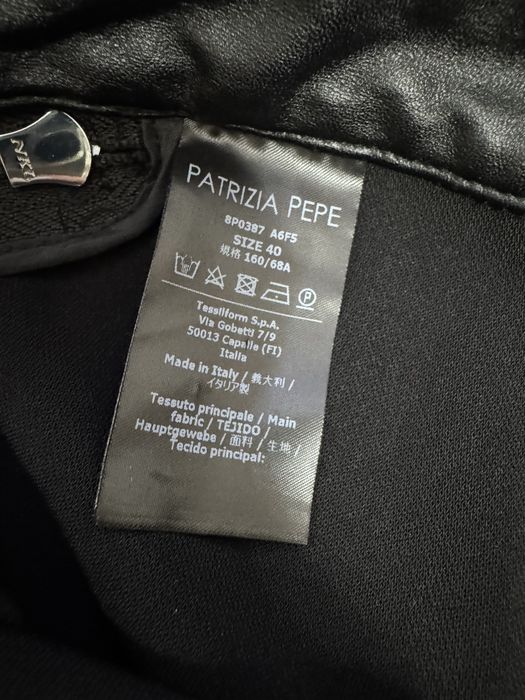 PATRIZIA PEPE
8P0387 A6F5
SIZE 40
规格 160/68A
Tessilform S.p.A.
Via Gobetti 7/9
50013 Capalle (FI)
Italia
Made in Italy / 義大利 /
イタリア製
Tessuto principale / Main
fabric / TEJIDO /
Hauptgewebe / 面料 / 生地 /
Tecido principal: